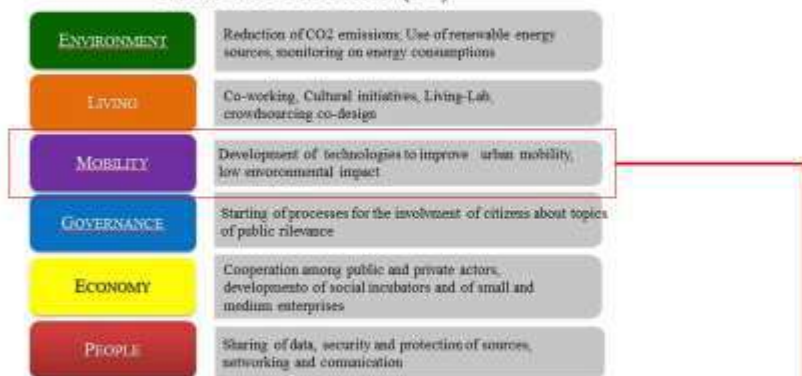 ENVIRONMENT
Reduction of CO2 emissions; Use of renewable energy
sources, monitoring on energy consumptions
LIVING
Co-working, Cultural initiatives, Living-Lab,
crowdsourcing co-design
MOBILITY
Development of technologies to improve urban mobility,
low envoronmental impact
GOVERNANCE
Starting of processes for the involvment of citizens about topics
of public rilevance
ECONOMY
Cooperation among public and private actors,
developmento of social incubators and of small and
medium enterprises
PEOPLE
Sharing of data, security and protection of sources,
networking and comunication